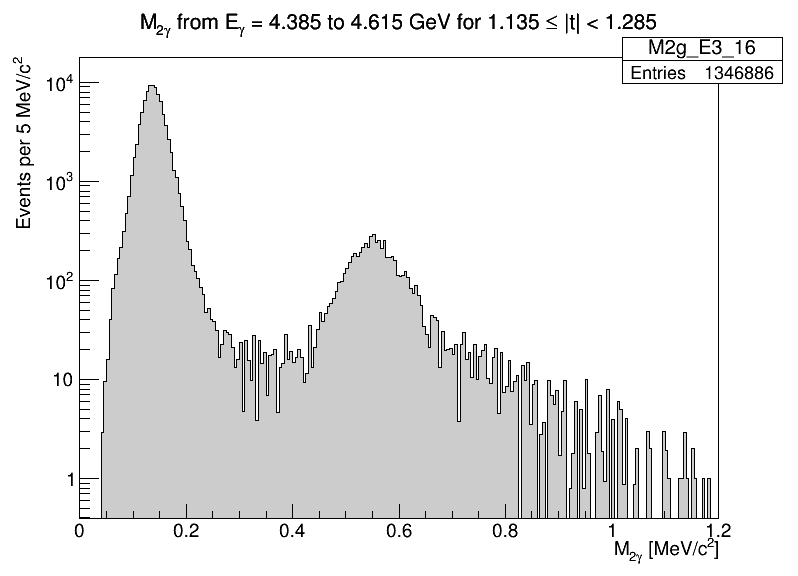 M2γ from Eγ = 4.385 to 4.615 GeV for 1.135 ≤ |t| < 1.285
M2g_E3_16
Entries 1346886
Events per 5 MeV/c²
10⁴
10³
10²
10
1
0 0.2 0.4 0.6 0.8 1 1.2
M2γ [MeV/c²]